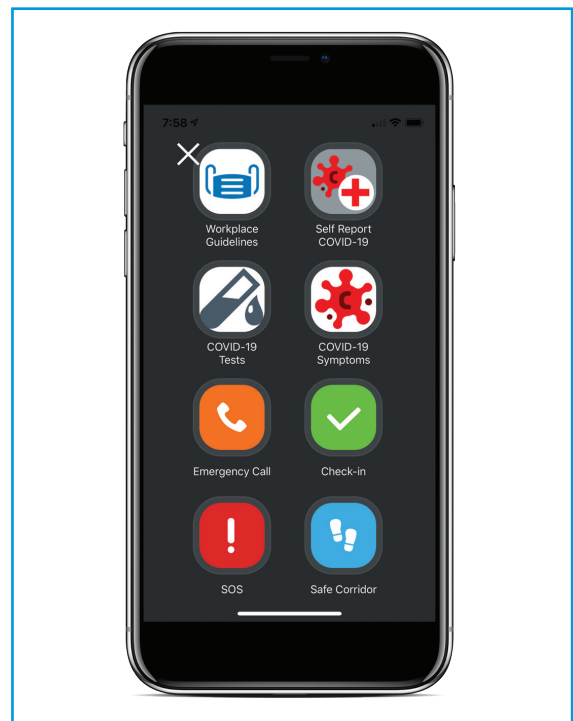 7:58
Workplace
Guidelines
Self Report
COVID-19
C
COVID-19
Tests
COVID-19
Symptoms
C
Emergency Call
Check-in
SOS
Safe Corridor